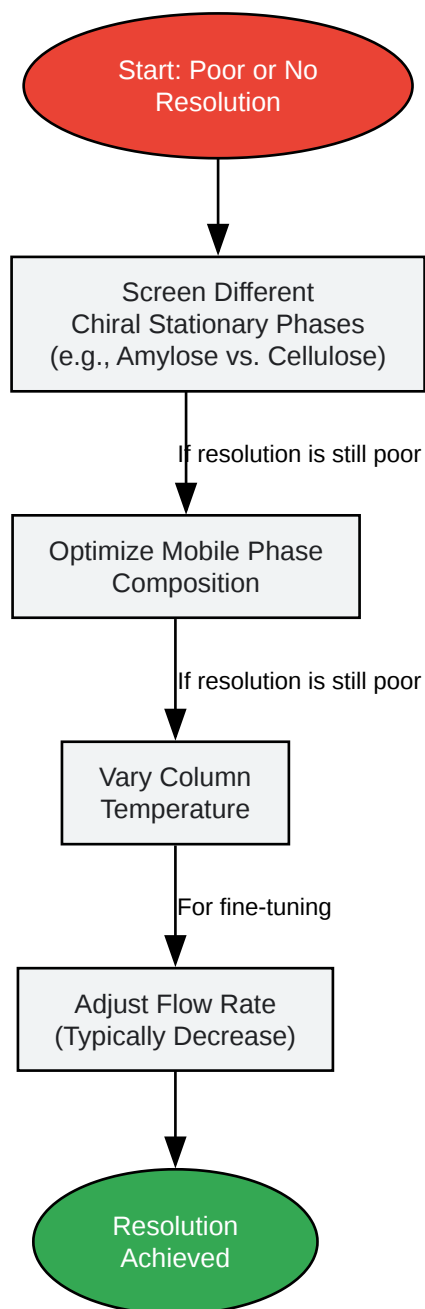 Start: Poor or No
Resolution
Screen Different
Chiral Stationary Phases
(e.g., Amylose vs. Cellulose)
If resolution is still poor
Optimize Mobile Phase
Composition
If resolution is still poor
Vary Column
Temperature
For fine-tuning
Adjust Flow Rate
(Typically Decrease)
Resolution
Achieved